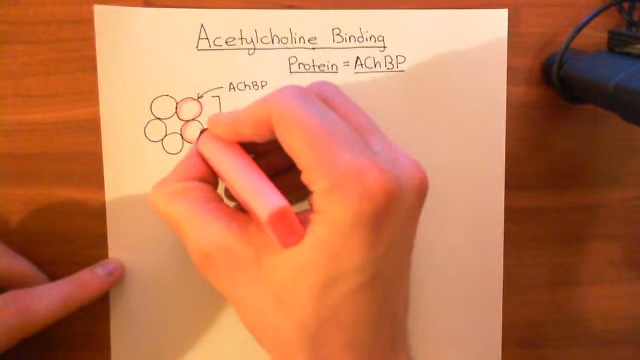 Acetylcholine Binding
Protein = AChBP
AChBP